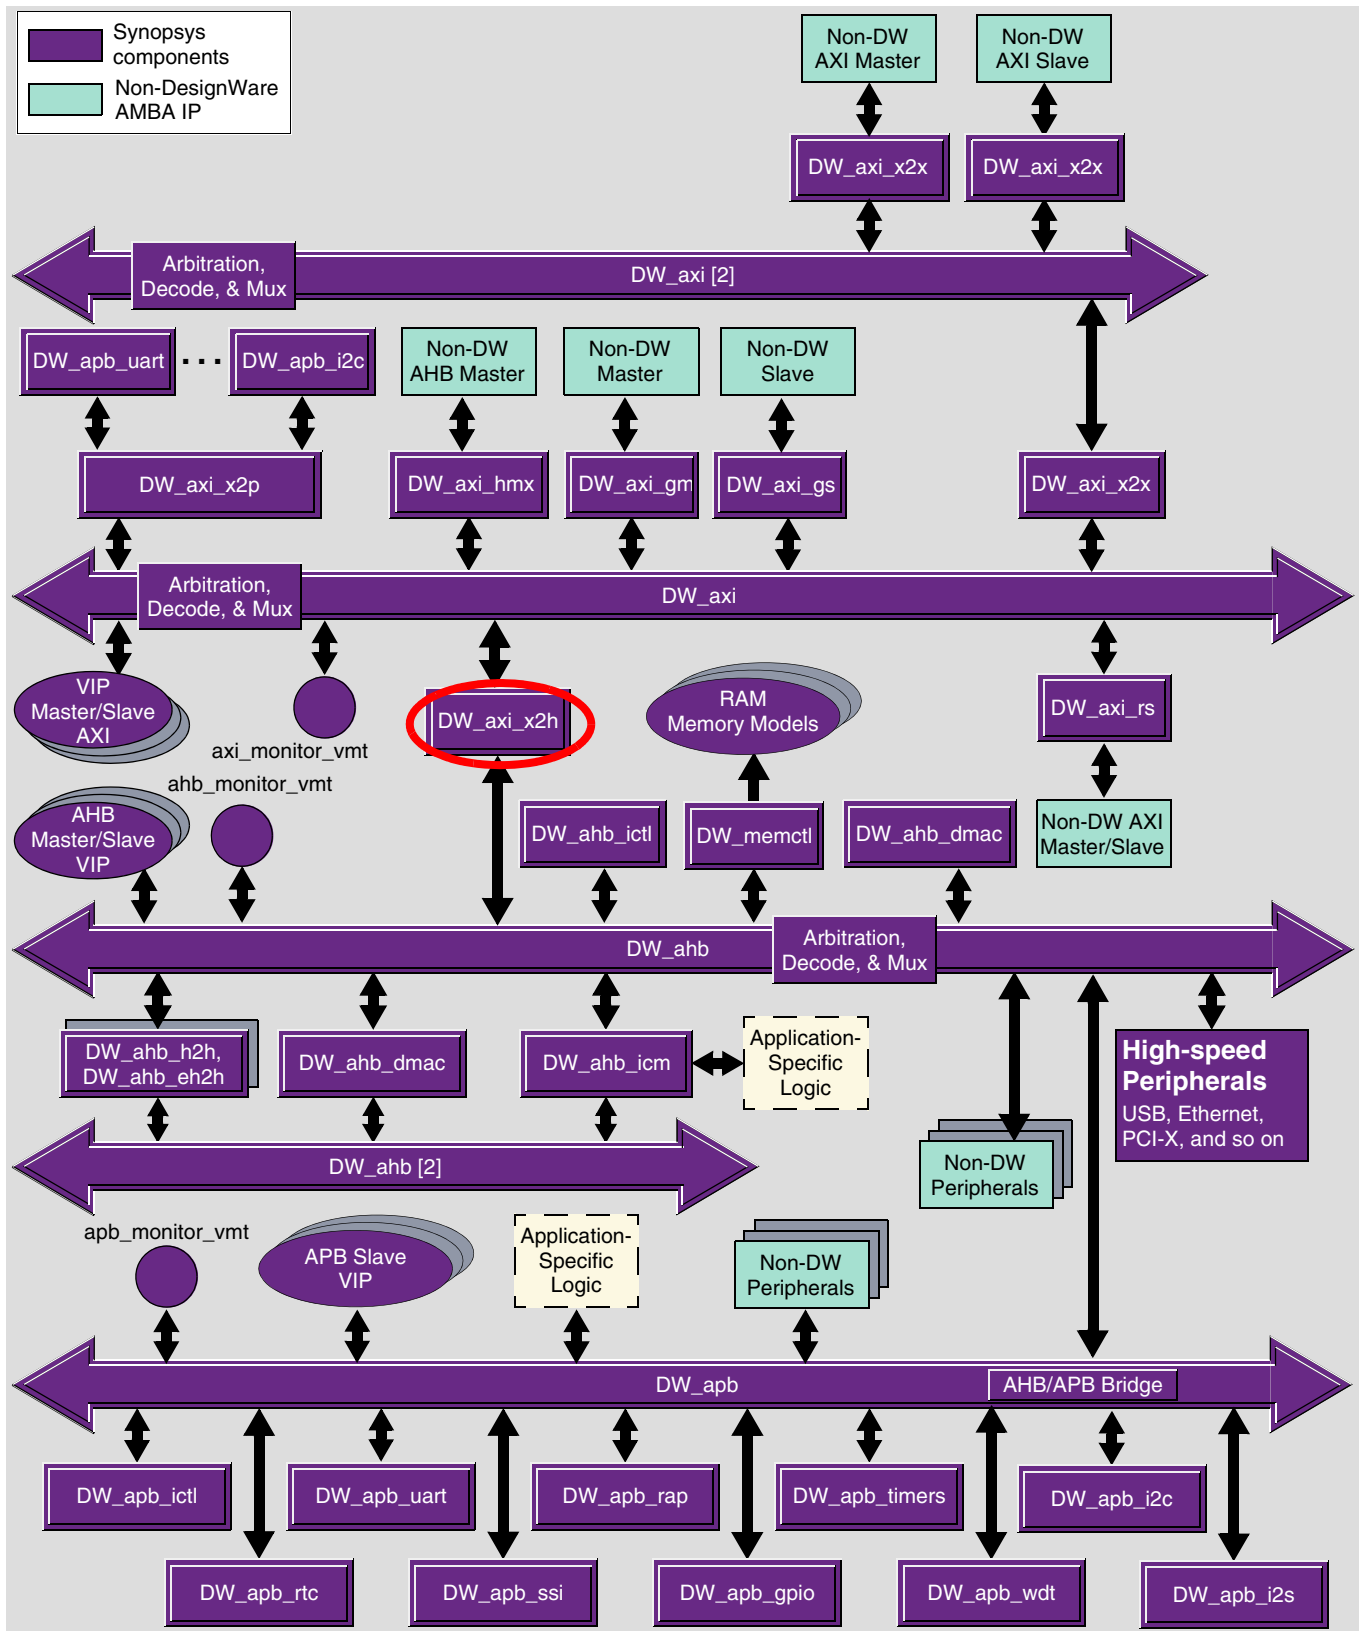 Synopsys
components
Non-DesignWare
AMBA IP
Non-DW
AXI Master
Non-DW
AXI Slave
DW_axi_x2x
DW_axi_x2x
Arbitration,
Decode, & Mux
DW_axi [2]
DW_apb_uart
. . .
DW_apb_i2c
Non-DW
AHB Master
Non-DW
Master
Non-DW
Slave
DW_axi_x2p
DW_axi_hmx
DW_axi_gm
DW_axi_gs
DW_axi_x2x
Arbitration,
Decode, & Mux
DW_axi
VIP
Master/Slave
AXI
axi_monitor_vmt
DW_axi_x2h
RAM
Memory Models
DW_axi_rs
ahb_monitor_vmt
AHB
Master/Slave
VIP
DW_ahb_ictl
DW_memctl
DW_ahb_dmac
Non-DW AXI
Master/Slave
DW_ahb
Arbitration,
Decode, & Mux
DW_ahb_h2h,
DW_ahb_eh2h
DW_ahb_dmac
DW_ahb_icm
Application-
Specific
Logic
High-speed
Peripherals
USB, Ethernet,
PCI-X, and so on
DW_ahb [2]
Non-DW
Peripherals
apb_monitor_vmt
APB Slave
VIP
Application-
Specific
Logic
Non-DW
Peripherals
DW_apb
AHB/APB Bridge
DW_apb_ictl
DW_apb_uart
DW_apb_rap
DW_apb_timers
DW_apb_i2c
DW_apb_rtc
DW_apb_ssi
DW_apb_gpio
DW_apb_wdt
DW_apb_i2s